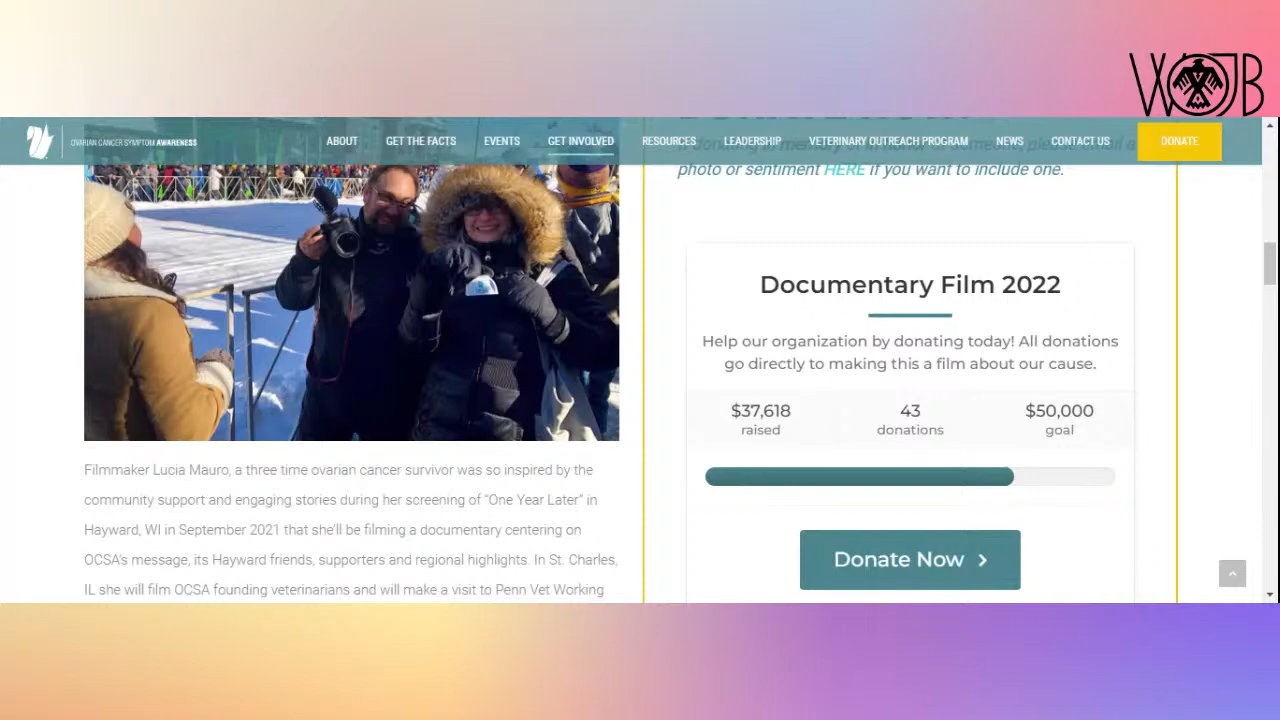 WOJB
OVARIAN CANCER SYMPTOM AWARENESS
ABOUT GET THE FACTS EVENTS GET INVOLVED RESOURCES LEADERSHIP VETERINARY OUTREACH PROGRAM NEWS CONTACT US DONATE
photo or sentiment HERE if you want to include one.
Documentary Film 2022
Help our organization by donating today! All donations
go directly to making this a film about our cause.
$37,618 43 $50,000
raised donations goal
Donate Now
Filmmaker Lucia Mauro, a three time ovarian cancer survivor was so inspired by the
community support and engaging stories during her screening of “One Year Later” in
Hayward, WI in September 2021 that she’ll be filming a documentary centering on
OCSA’s message, its Hayward friends, supporters and regional highlights. In St. Charles,
IL she will film OCSA founding veterinarians and will make a visit to Penn Vet Working